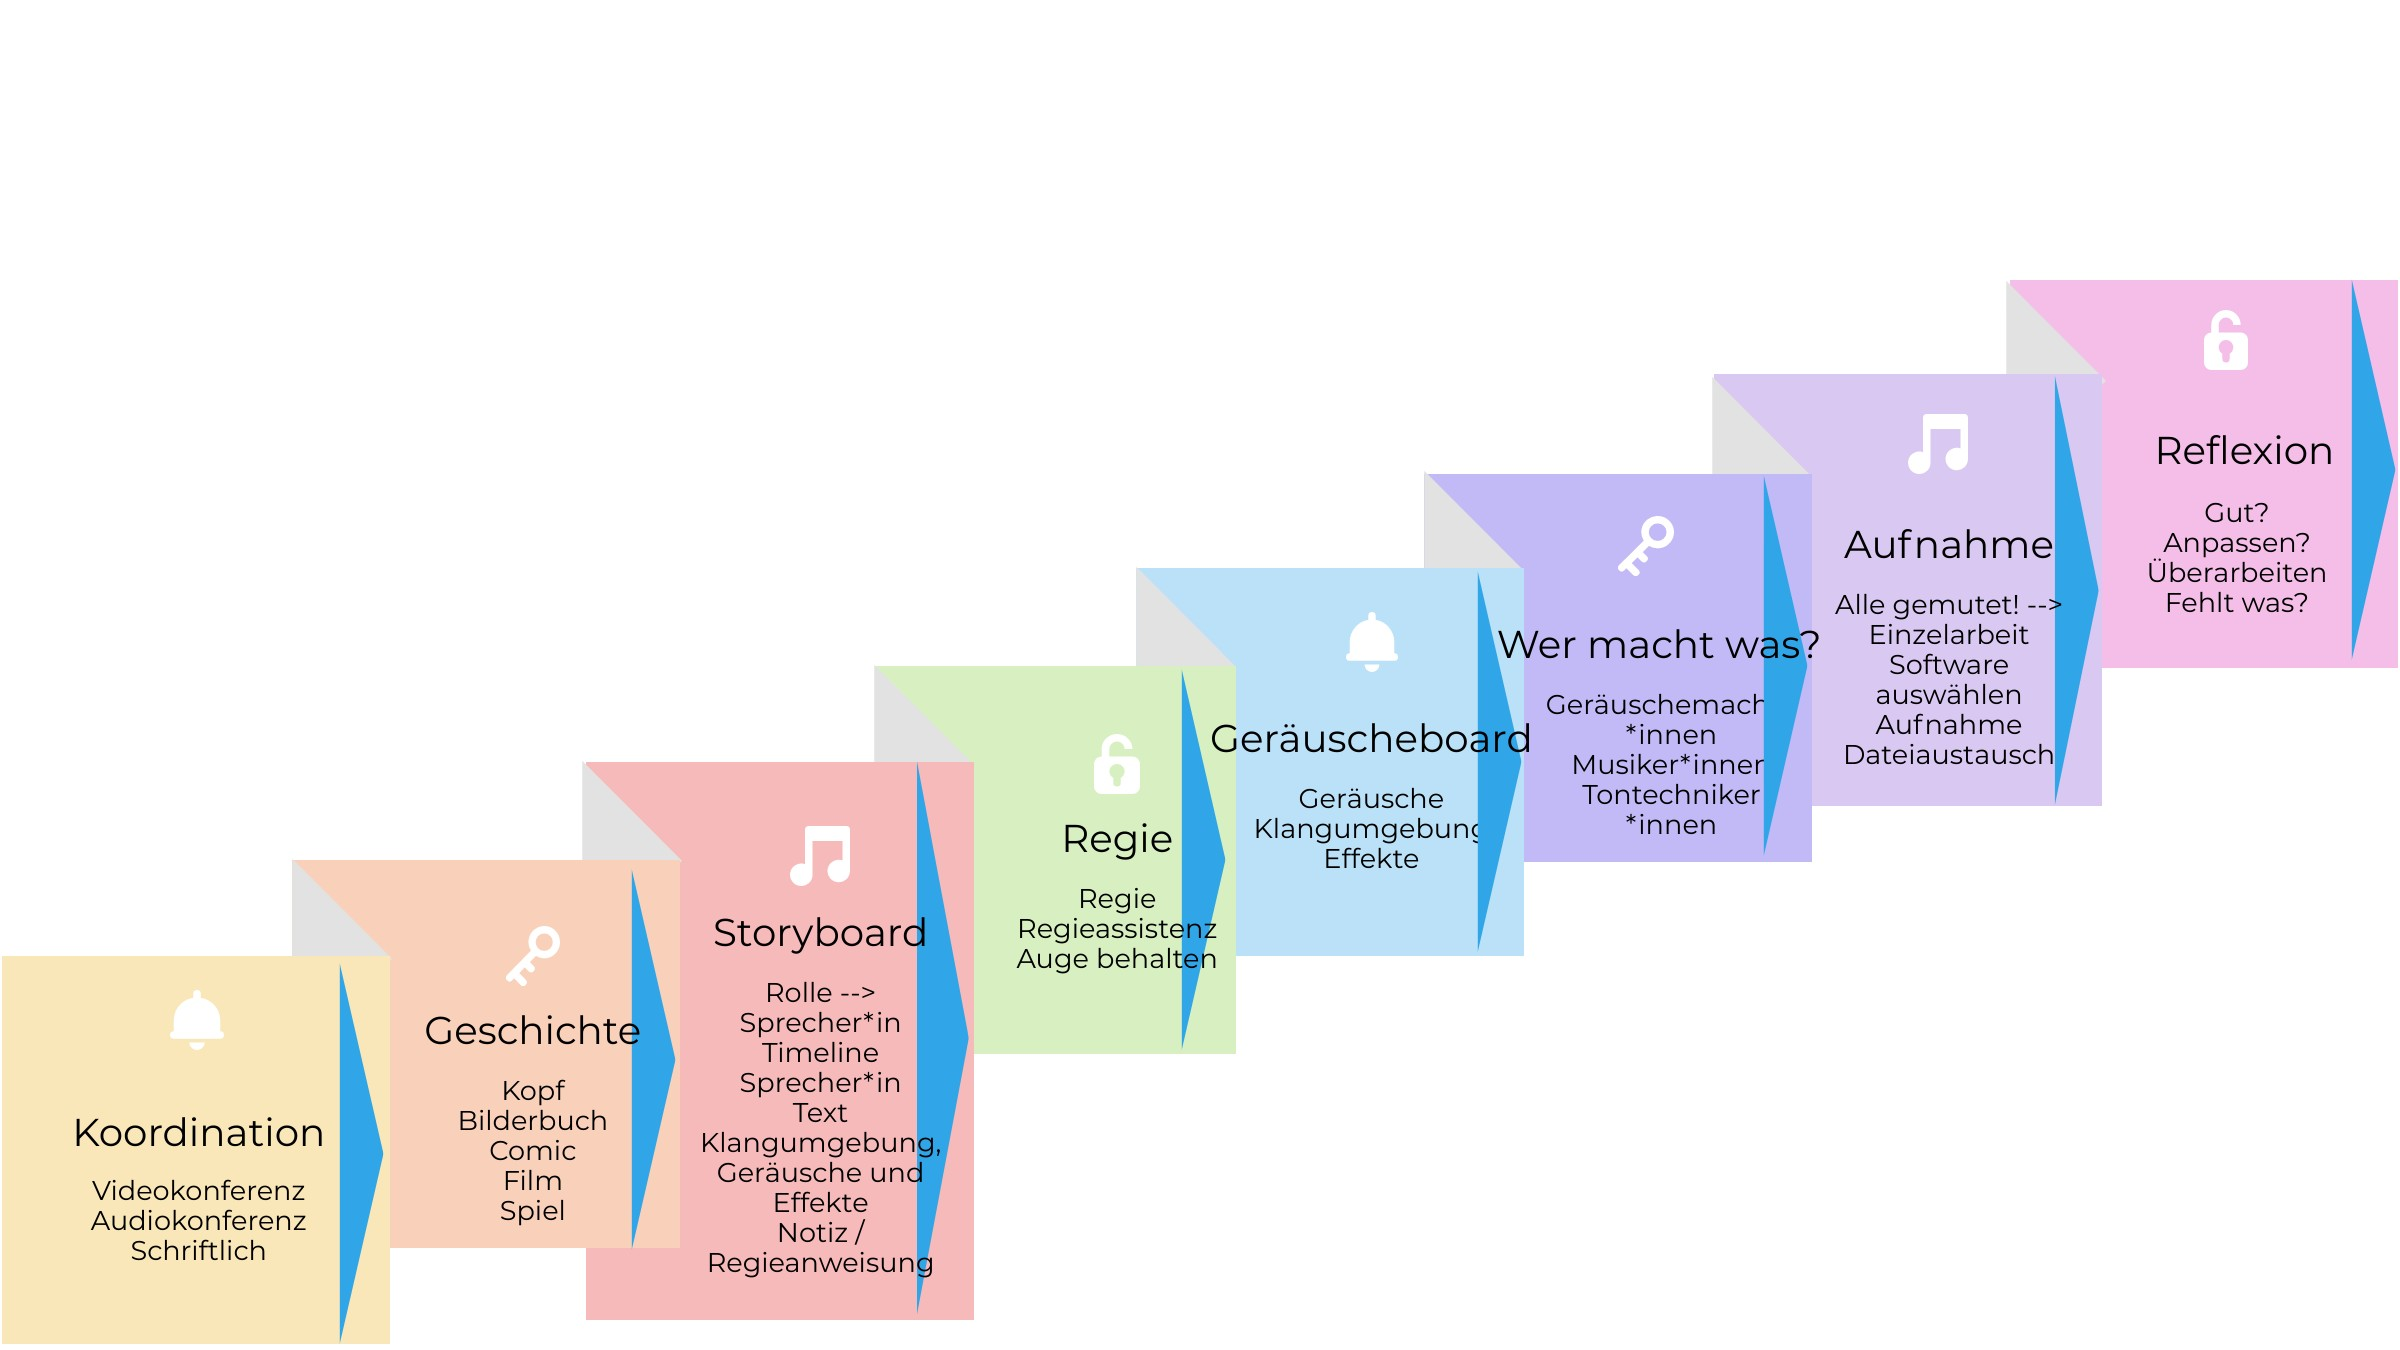 Koordination
Videokonferenz
Audiokonferenz
Schriftlich
Geschichte
Kopf
Bilderbuch
Comic
Film
Spiel
Storyboard
Rolle -->
Sprecher*in
Timeline
Sprecher*in
Text
Klangumgebung,
Geräusche und
Effekte
Notiz /
Regieanweisung
Regie
Regie
Regieassistenz
Auge behalten
Geräuscheboard
Geräusche
Klangumgebung
Effekte
Wer macht was?
Geräuschemach
*innen
Musiker*innen
Tontechniker
*innen
Aufnahme
Alle gemutet! -->
Einzelarbeit
Software
auswählen
Aufnahme
Dateiaustausch
Reflexion
Gut?
Anpassen?
Überarbeiten
Fehlt was?